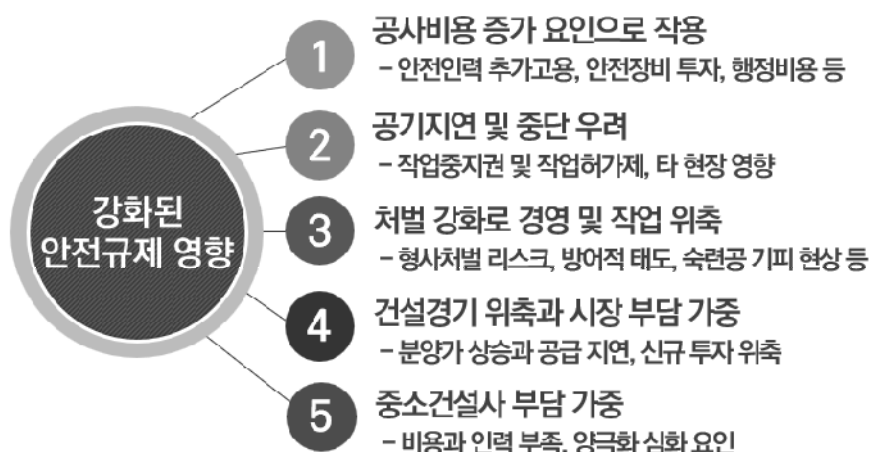 강화된
안전규제 영향
1
공사비용 증가 요인으로 작용
- 안전인력 추가고용, 안전장비 투자, 행정비용 등
2
공기지연 및 중단 우려
- 작업중지권 및 작업허가제, 타 현장 영향
3
처벌 강화로 경영 및 작업 위축
- 형사처벌 리스크, 방어적 태도, 숙련공 기피 현상 등
4
건설경기 위축과 시장 부담 가중
- 분양가 상승과 공급 지연, 신규 투자 위축
5
중소건설사 부담 가중
- 비용과 인력 부족, 양극화 심화 요인